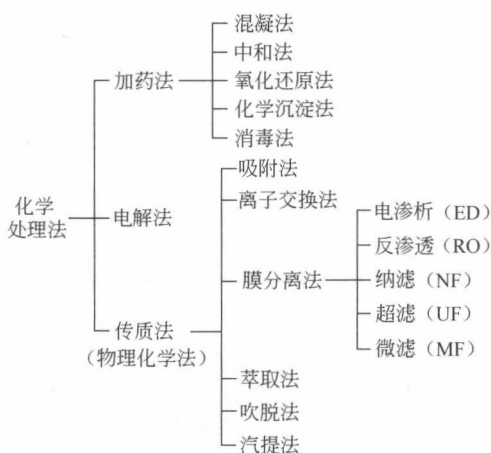 混凝法
中和法
加药法
氧化还原法
化学沉淀法
消毒法
吸附法
化学
处理法
电解法
离子交换法
电渗析（ED）
反渗透（RO）
膜分离法
纳滤（NF）
超滤（UF）
传质法
（物理化学法）
微滤（MF）
萃取法
吹脱法
汽提法